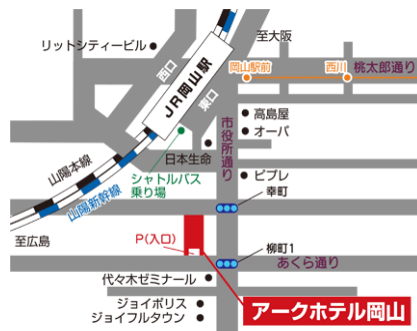 至大阪
リットシティービル
西口
JR岡山駅
東口
岡山駅前
西川
桃太郎通り
高島屋
オーパ
市役所通り
日本生命
シャトルバス
乗り場
ビブレ
山陽本線
山陽新幹線
幸町
至広島
P(入口)
柳町1
あくら通り
代々木ゼミナール
アークホテル岡山
ジョイポリス
ジョイフルタウン